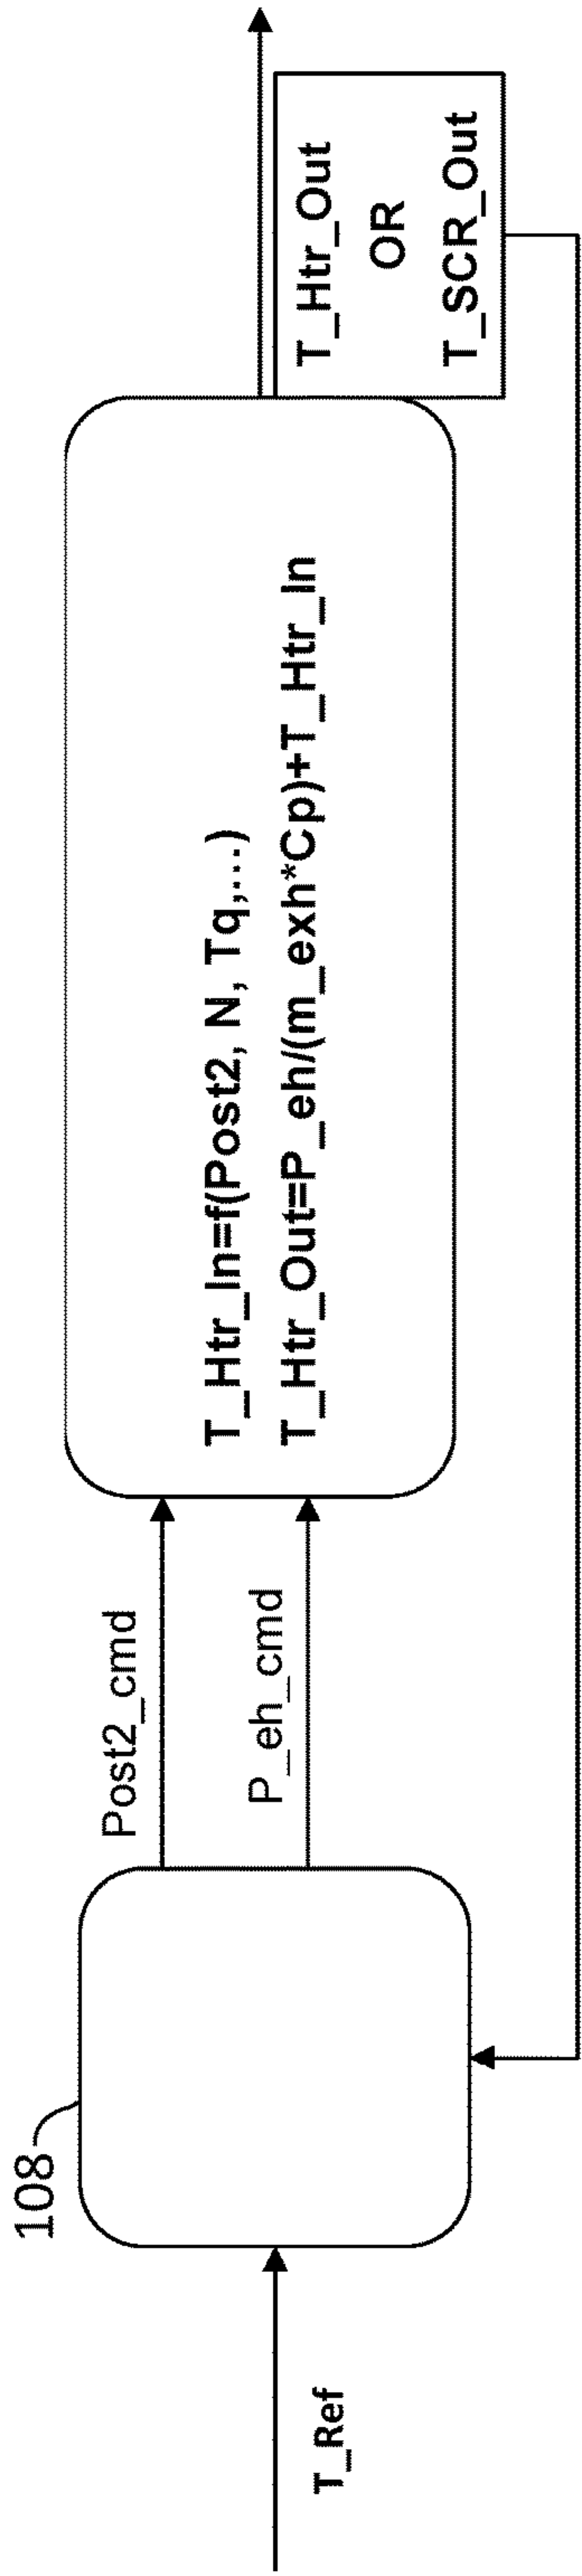 T_Ref
108
Post2_cmd
P_eh_cmd
T_Htr_In=f(Post2, N, Tq,...)
T_Htr_Out=P_eh/(m_exh*Cp)+T_Htr_In
T_Htr_Out
OR
T_SCR_Out